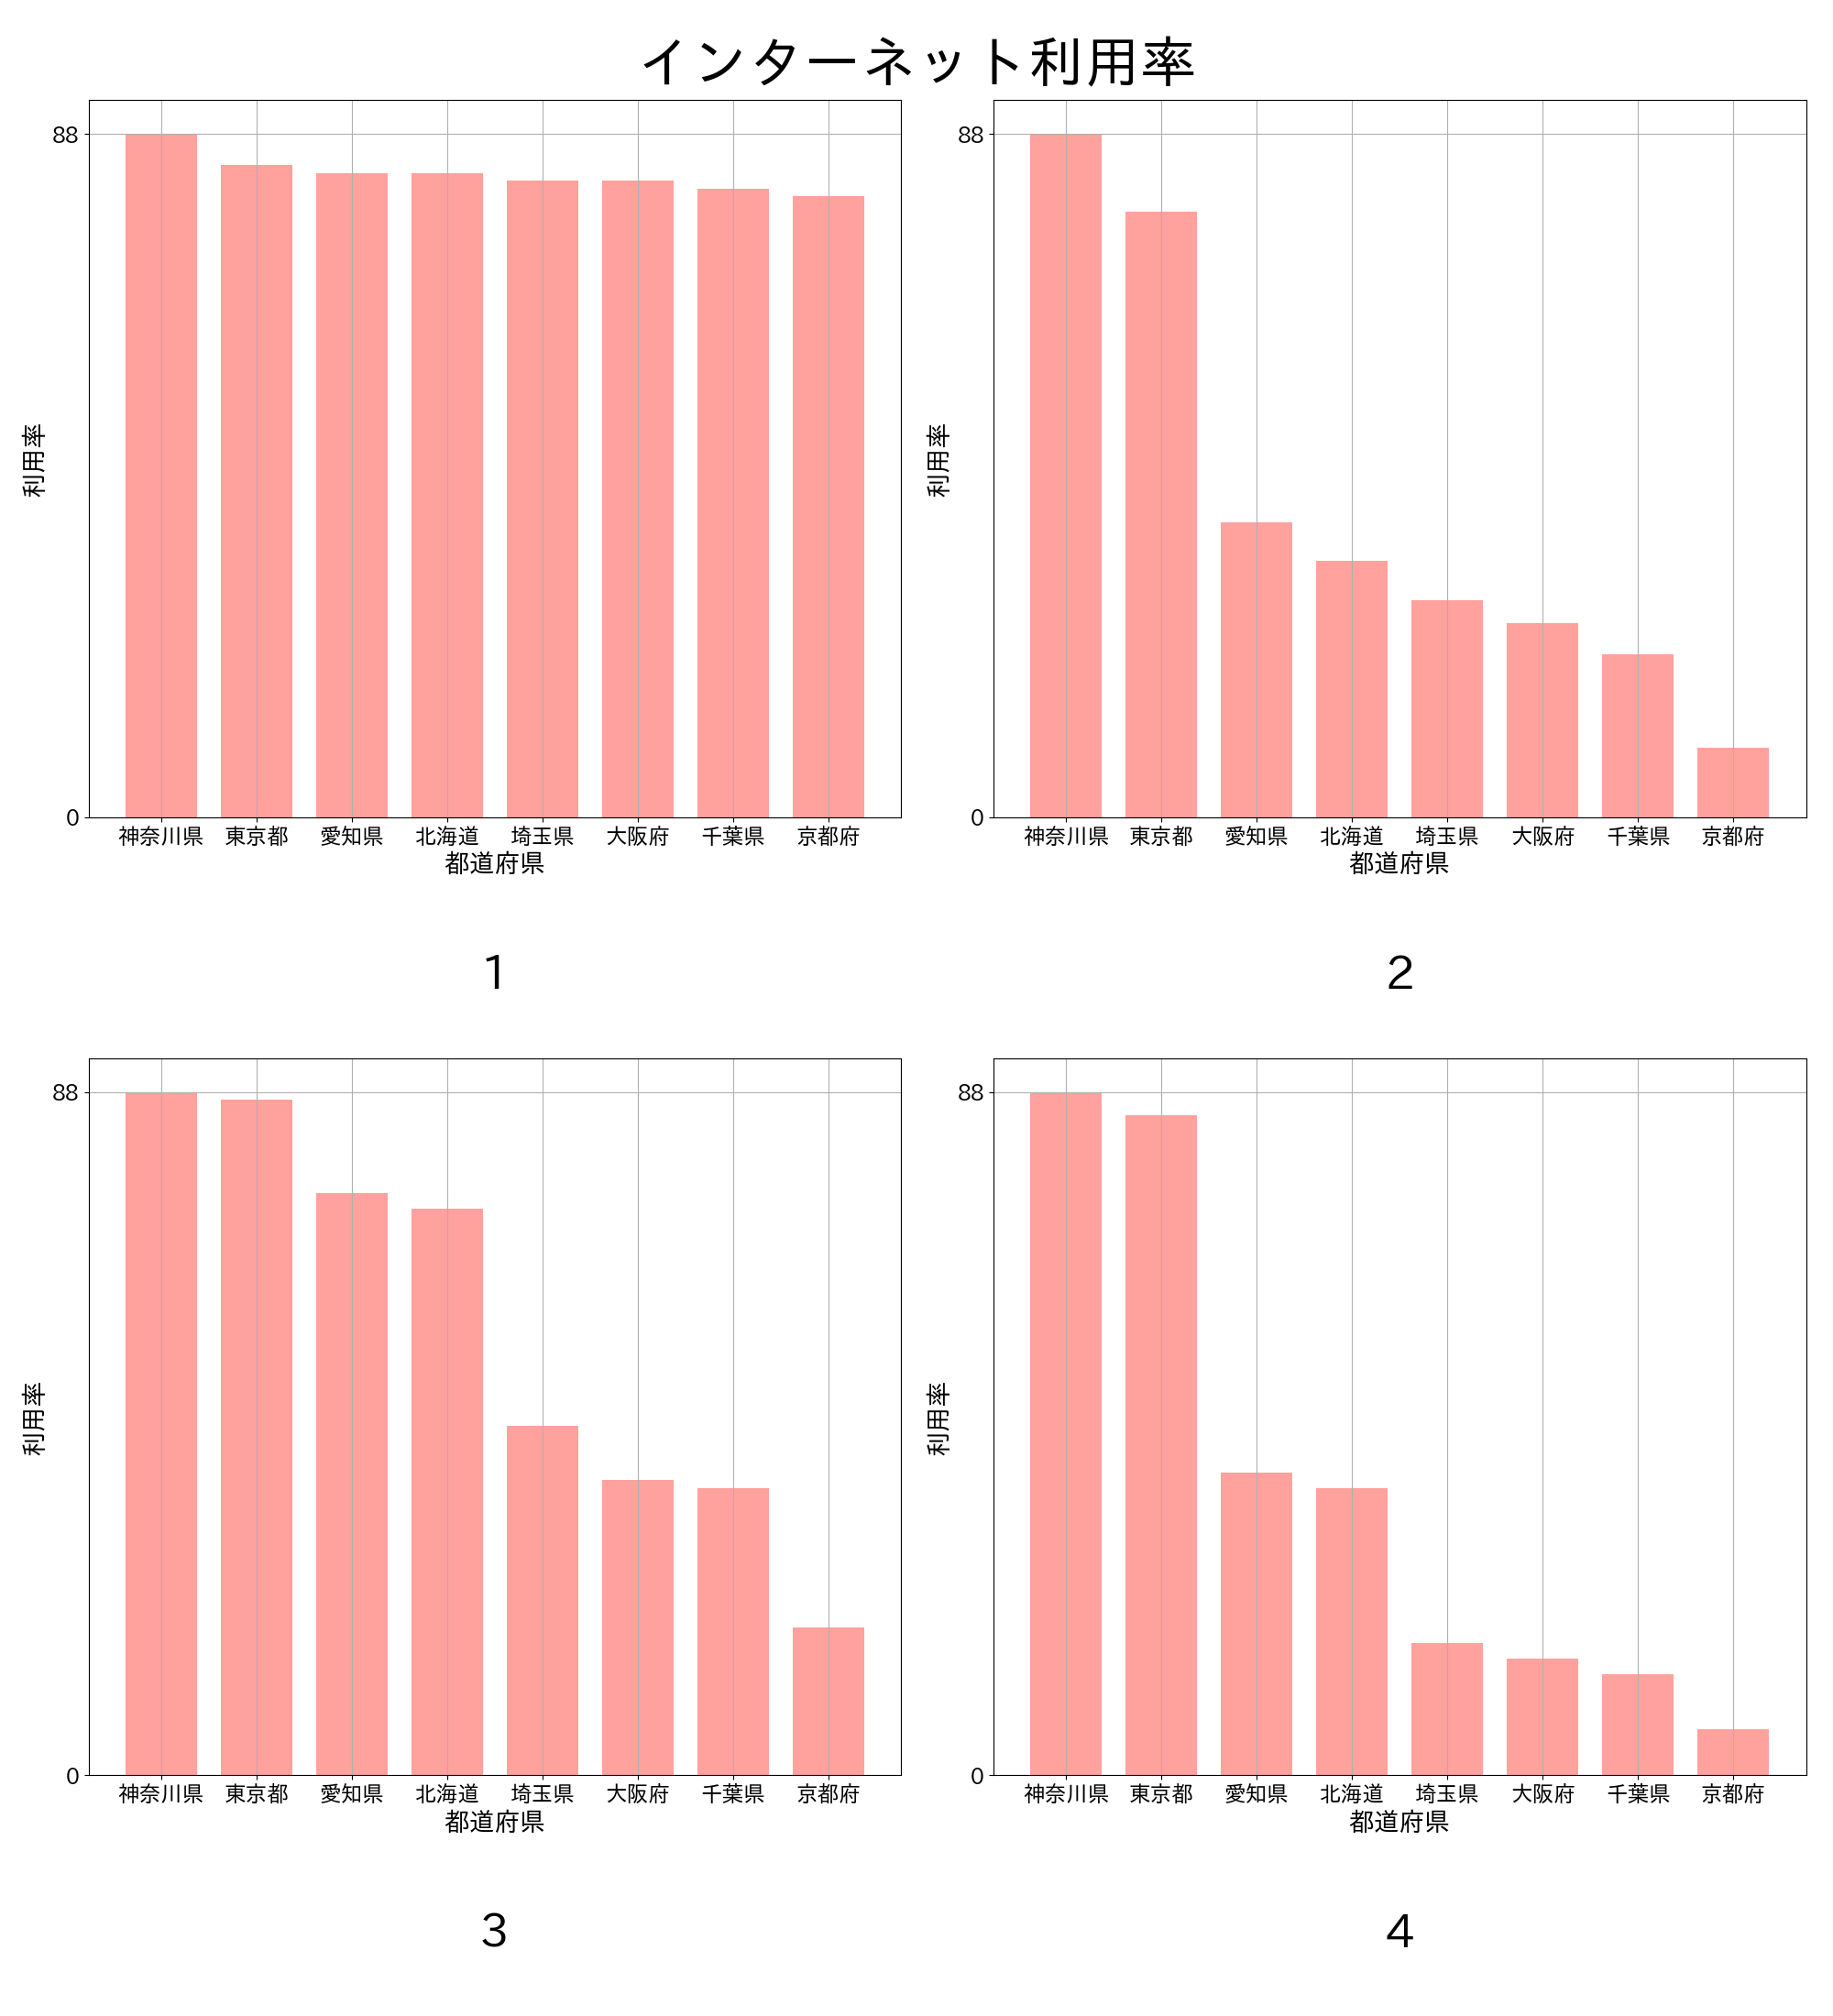 インターネット利用率
88
0
利用率
神奈川県 東京都 愛知県 北海道 埼玉県 大阪府 千葉県 京都府
都道府県
1
88
0
利用率
神奈川県 東京都 愛知県 北海道 埼玉県 大阪府 千葉県 京都府
都道府県
2
88
0
利用率
神奈川県 東京都 愛知県 北海道 埼玉県 大阪府 千葉県 京都府
都道府県
3
88
0
利用率
神奈川県 東京都 愛知県 北海道 埼玉県 大阪府 千葉県 京都府
都道府県
4